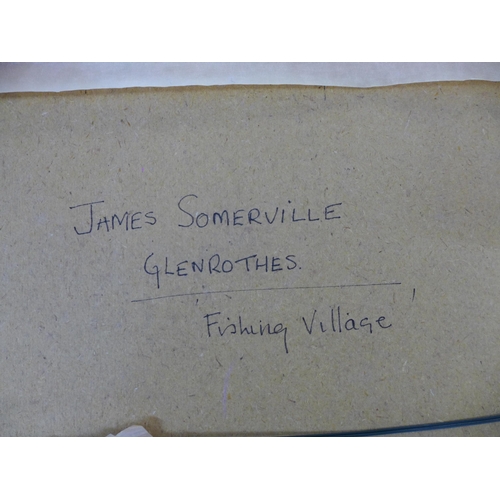 JAMES SOMERVILLE
GLENROTHES.
'Fishing Village'